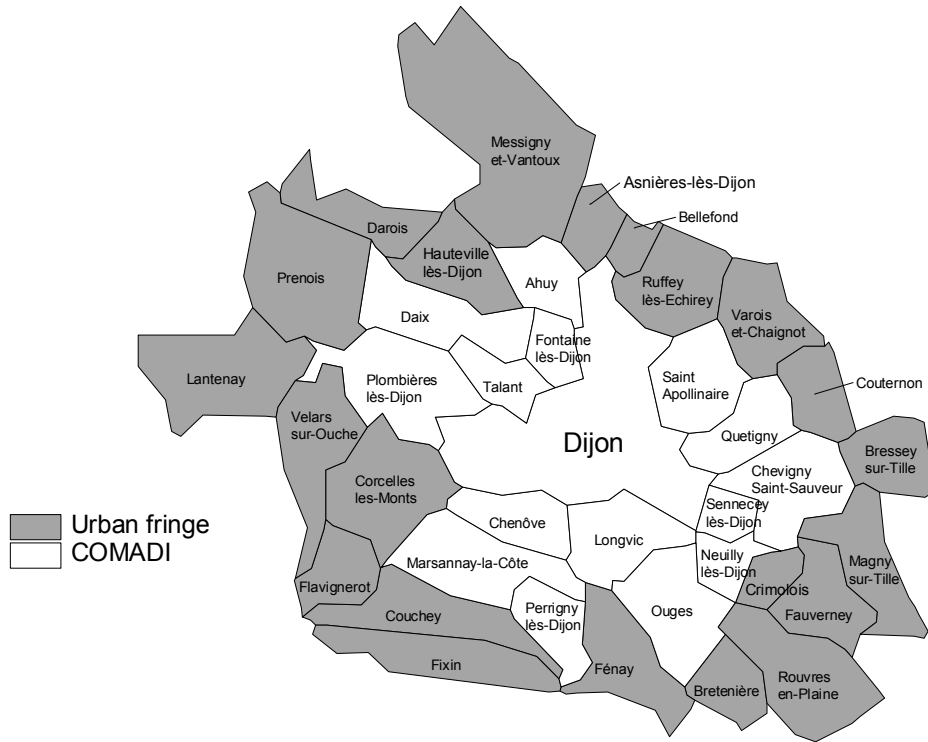 Messigny
et-Vantoux
Asnières-lès-Dijon
Bellefond
Darois
Hauteville
lès-Dijon
Prenois
Ahuy
Ruffey
lès-Echirey
Varois
et-Chaignot
Daix
Fontaine
lès-Dijon
Lantenay
Plombières
lès-Dijon
Talant
Saint
Apollinaire
Couternon
Velars
sur-Ouche
Dijon
Quetigny
Bressey
sur-Tille
Corcelles
les-Monts
Chevigny
Saint-Sauveur
Sennecey
lès-Dijon
Urban fringe
COMADI
Chenôve
Longvic
Marsannay-la-Côte
Neuilly
lès-Dijon
Magny
sur-Tille
Flavignerot
Crimolois
Couchey
Perrigny
lès-Dijon
Ouges
Fauverney
Fixin
Fénay
Bretenière
Rouvres
en-Plaine